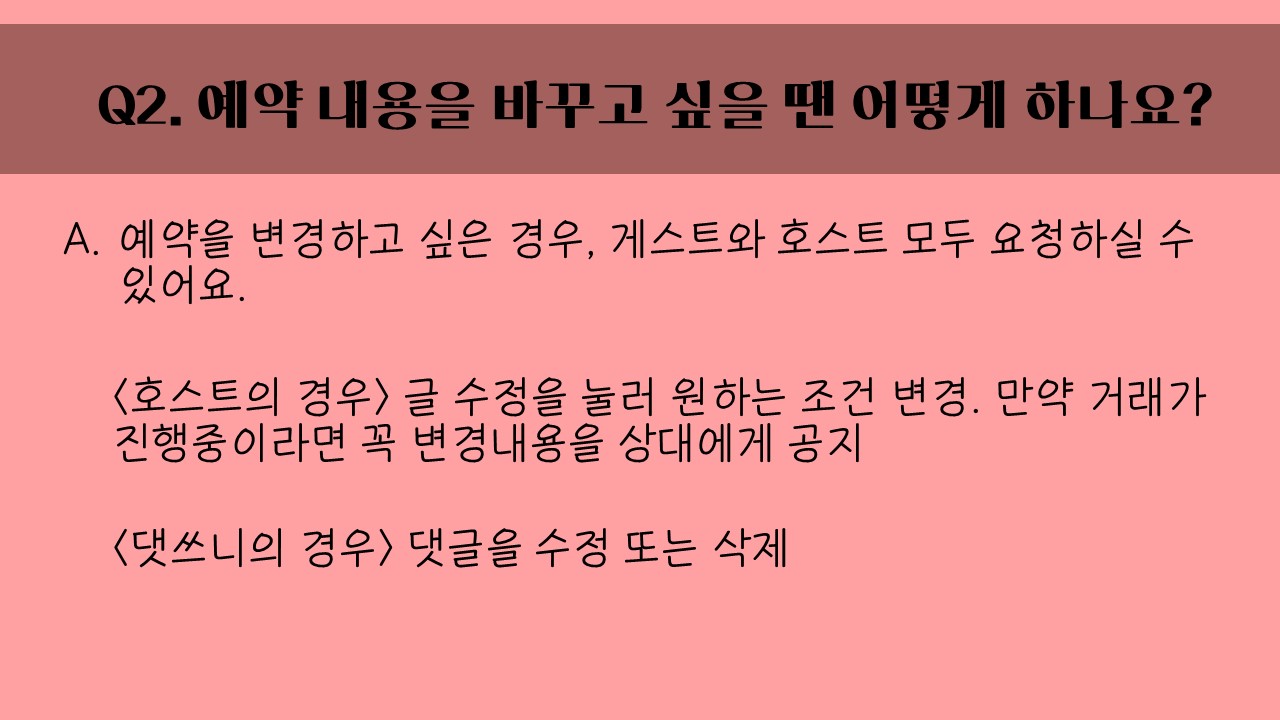 Q2. 예약 내용을 바꾸고 싶을 땐 어떻게 하나요?
A. 예약을 변경하고 싶은 경우, 게스트와 호스트 모두 요청하실 수
있어요.
<호스트의 경우> 글 수정을 눌러 원하는 조건 변경. 만약 거래가
진행중이라면 꼭 변경내용을 상대에게 공지
<댓쓰니의 경우> 댓글을 수정 또는 삭제